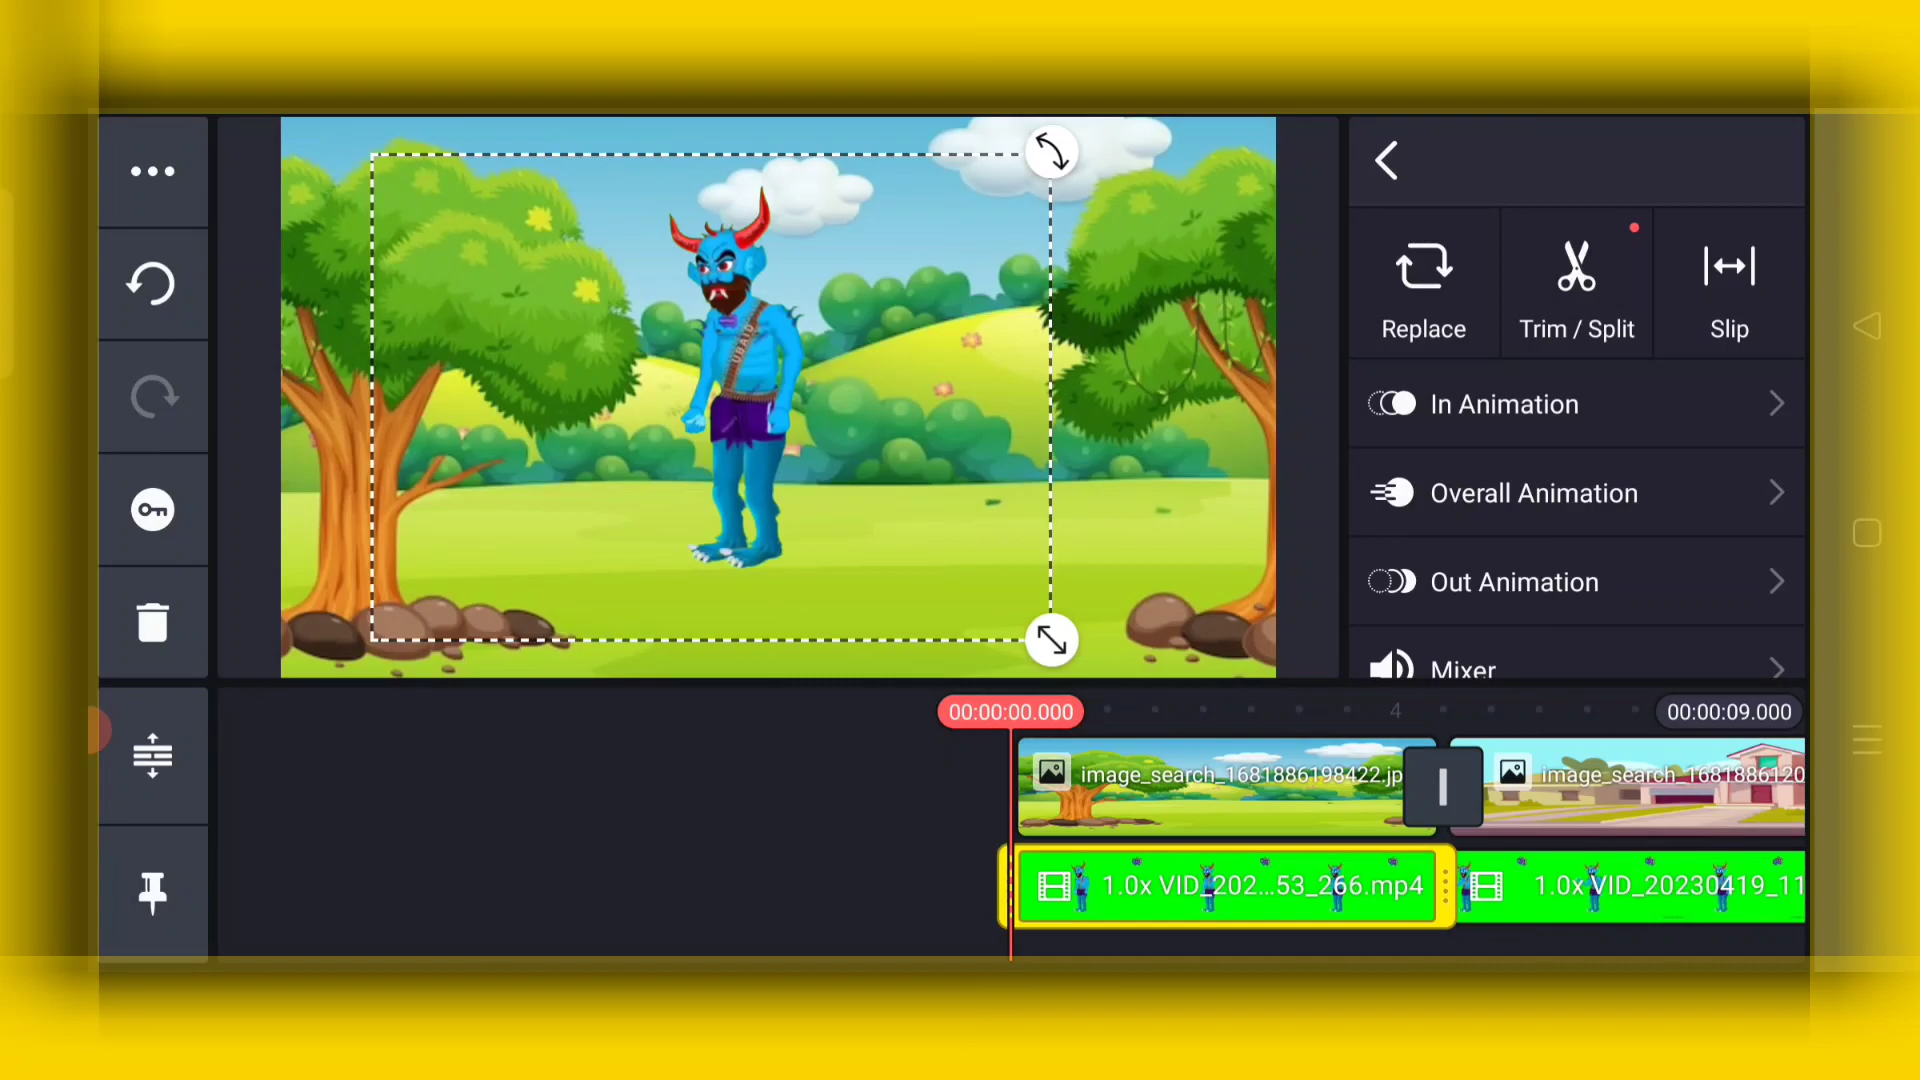 Replace
Trim / Split
Slip
In Animation
Overall Animation
Out Animation
Mixer
UBAID
00:00:00.000
4
00:00:09.000
image_search_1681886198422.jp
image_search_1681886120
1.0x VID_202...53_266.mp4
1.0x VID_20230419_11